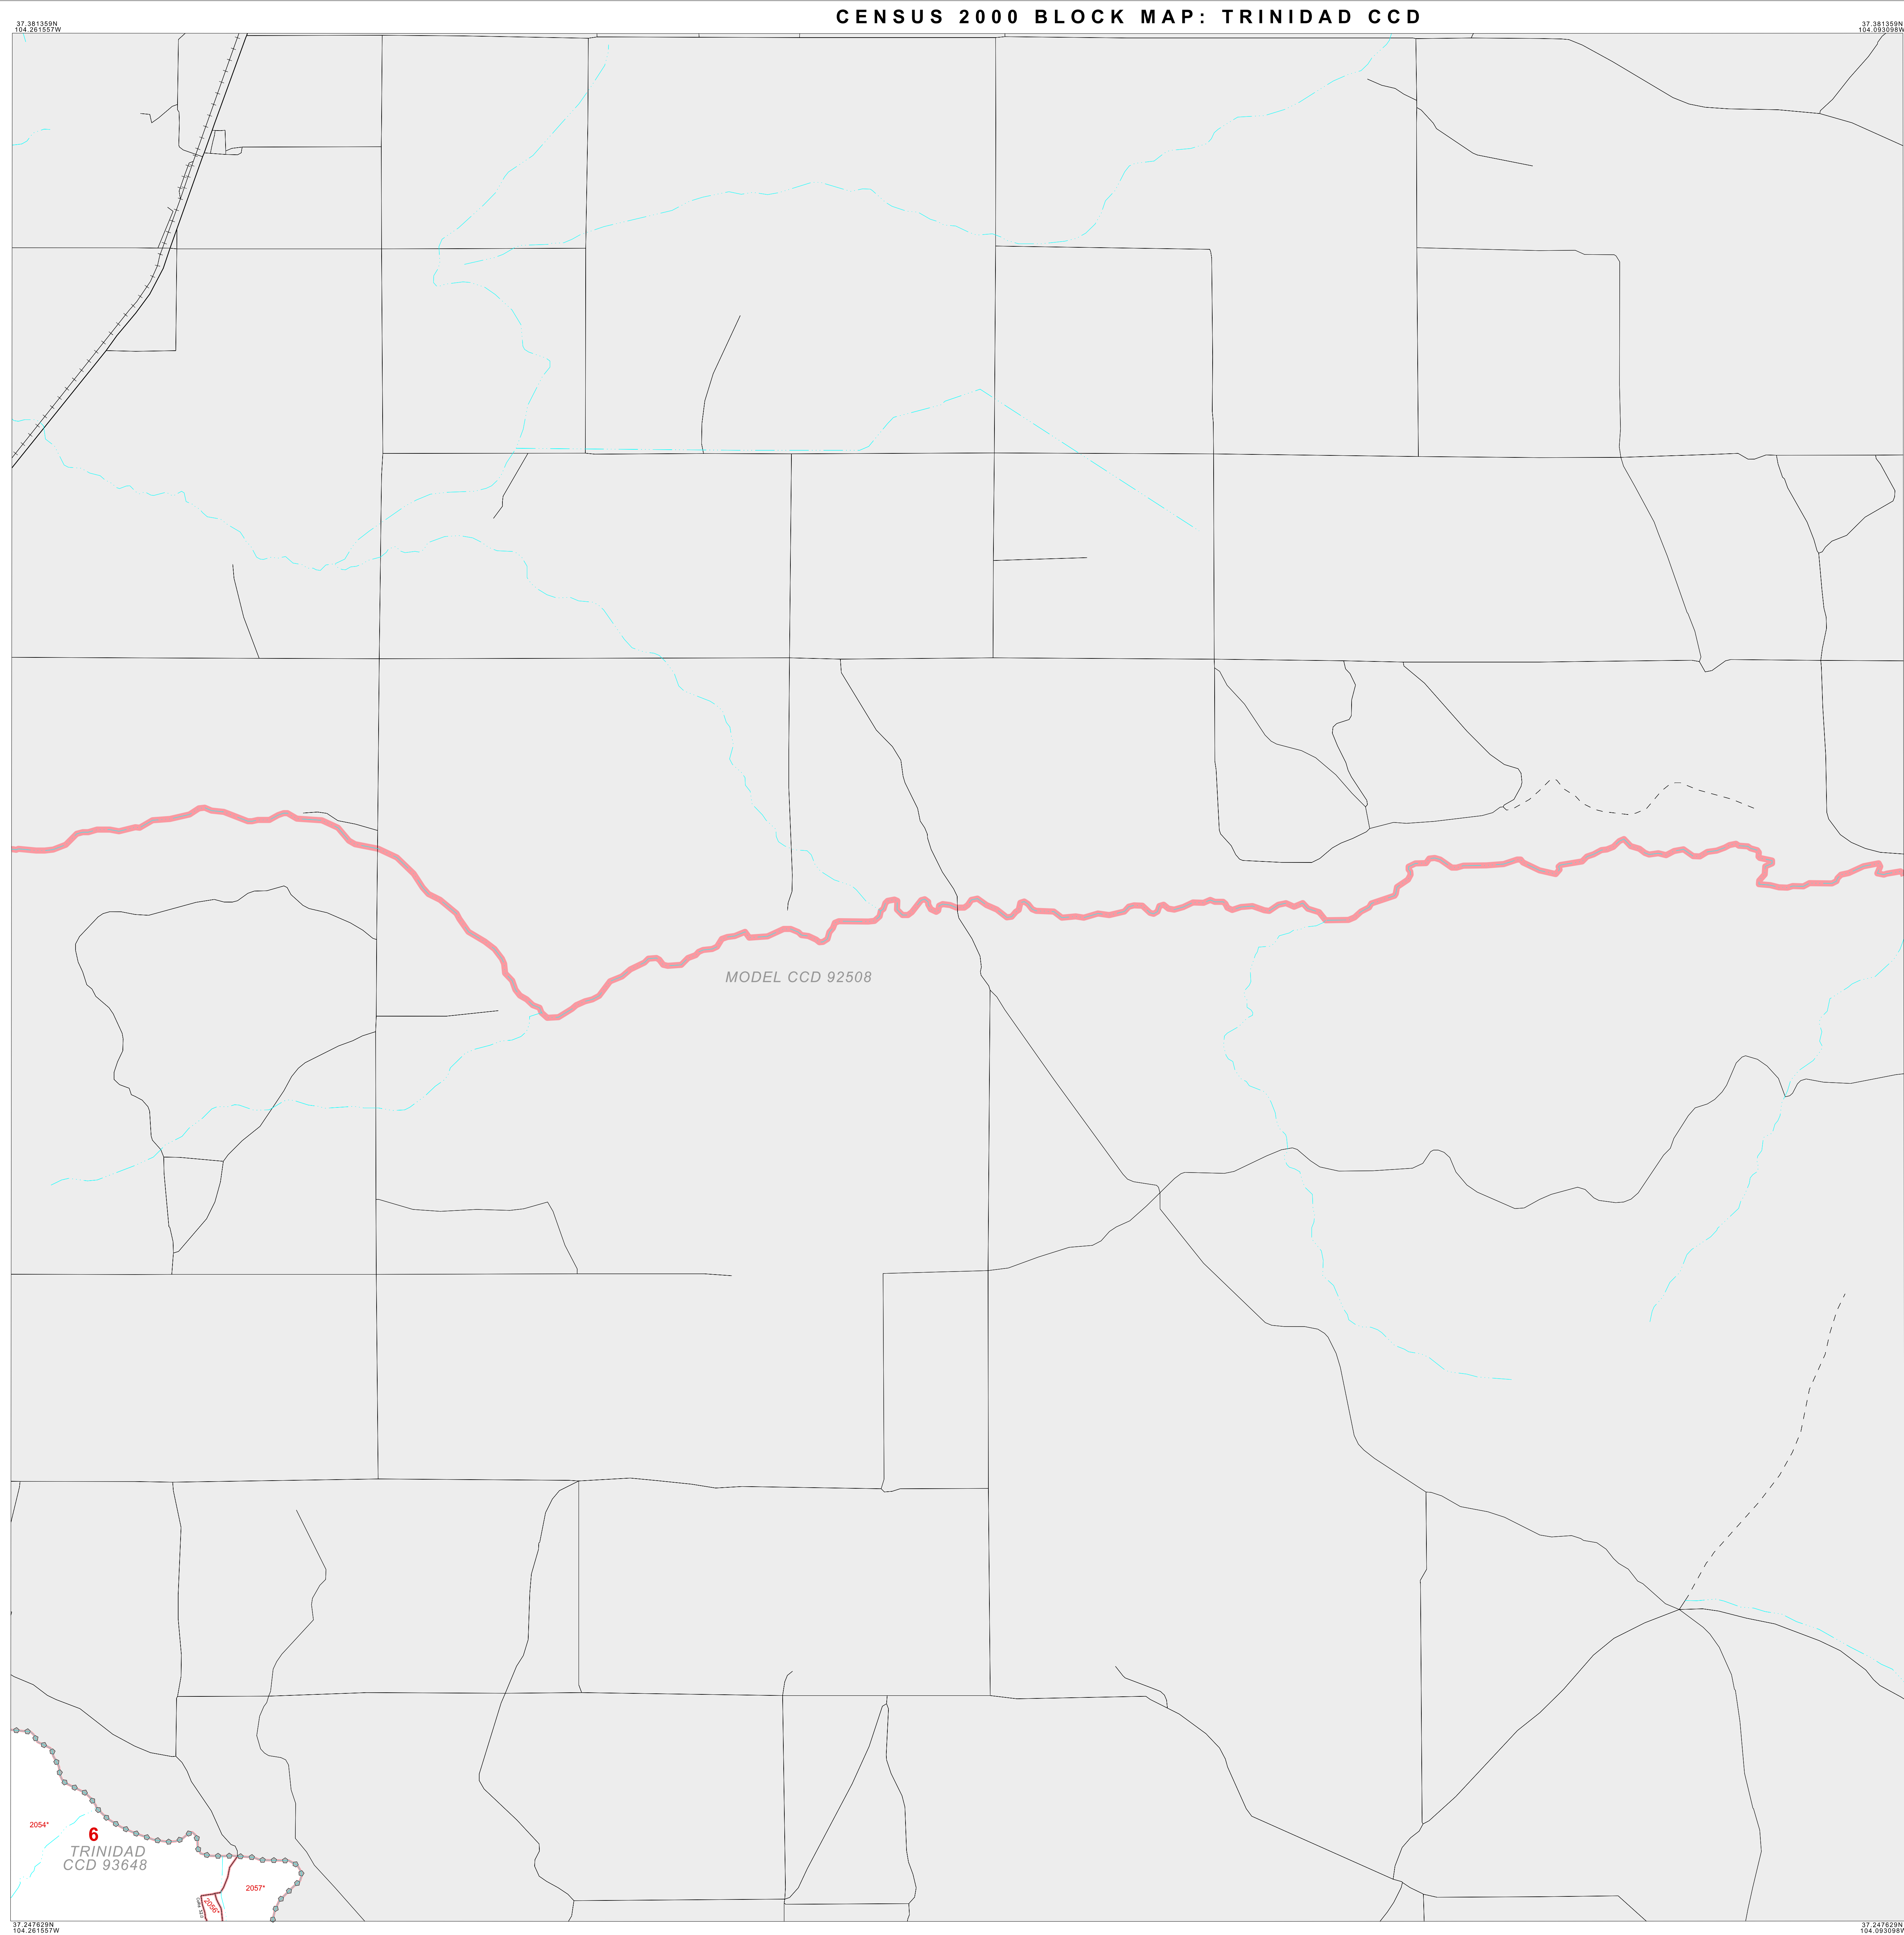 CENSUS 2000 BLOCK MAP: TRINIDAD CCD
37.381359N
104.261557W
37.381359N
104.093098W
MODEL CCD 92508
2054*
6
TRINIDAD
CCD 93648
2057*
2056*
37.247629N
104.261557W
37.247629N
104.093098W